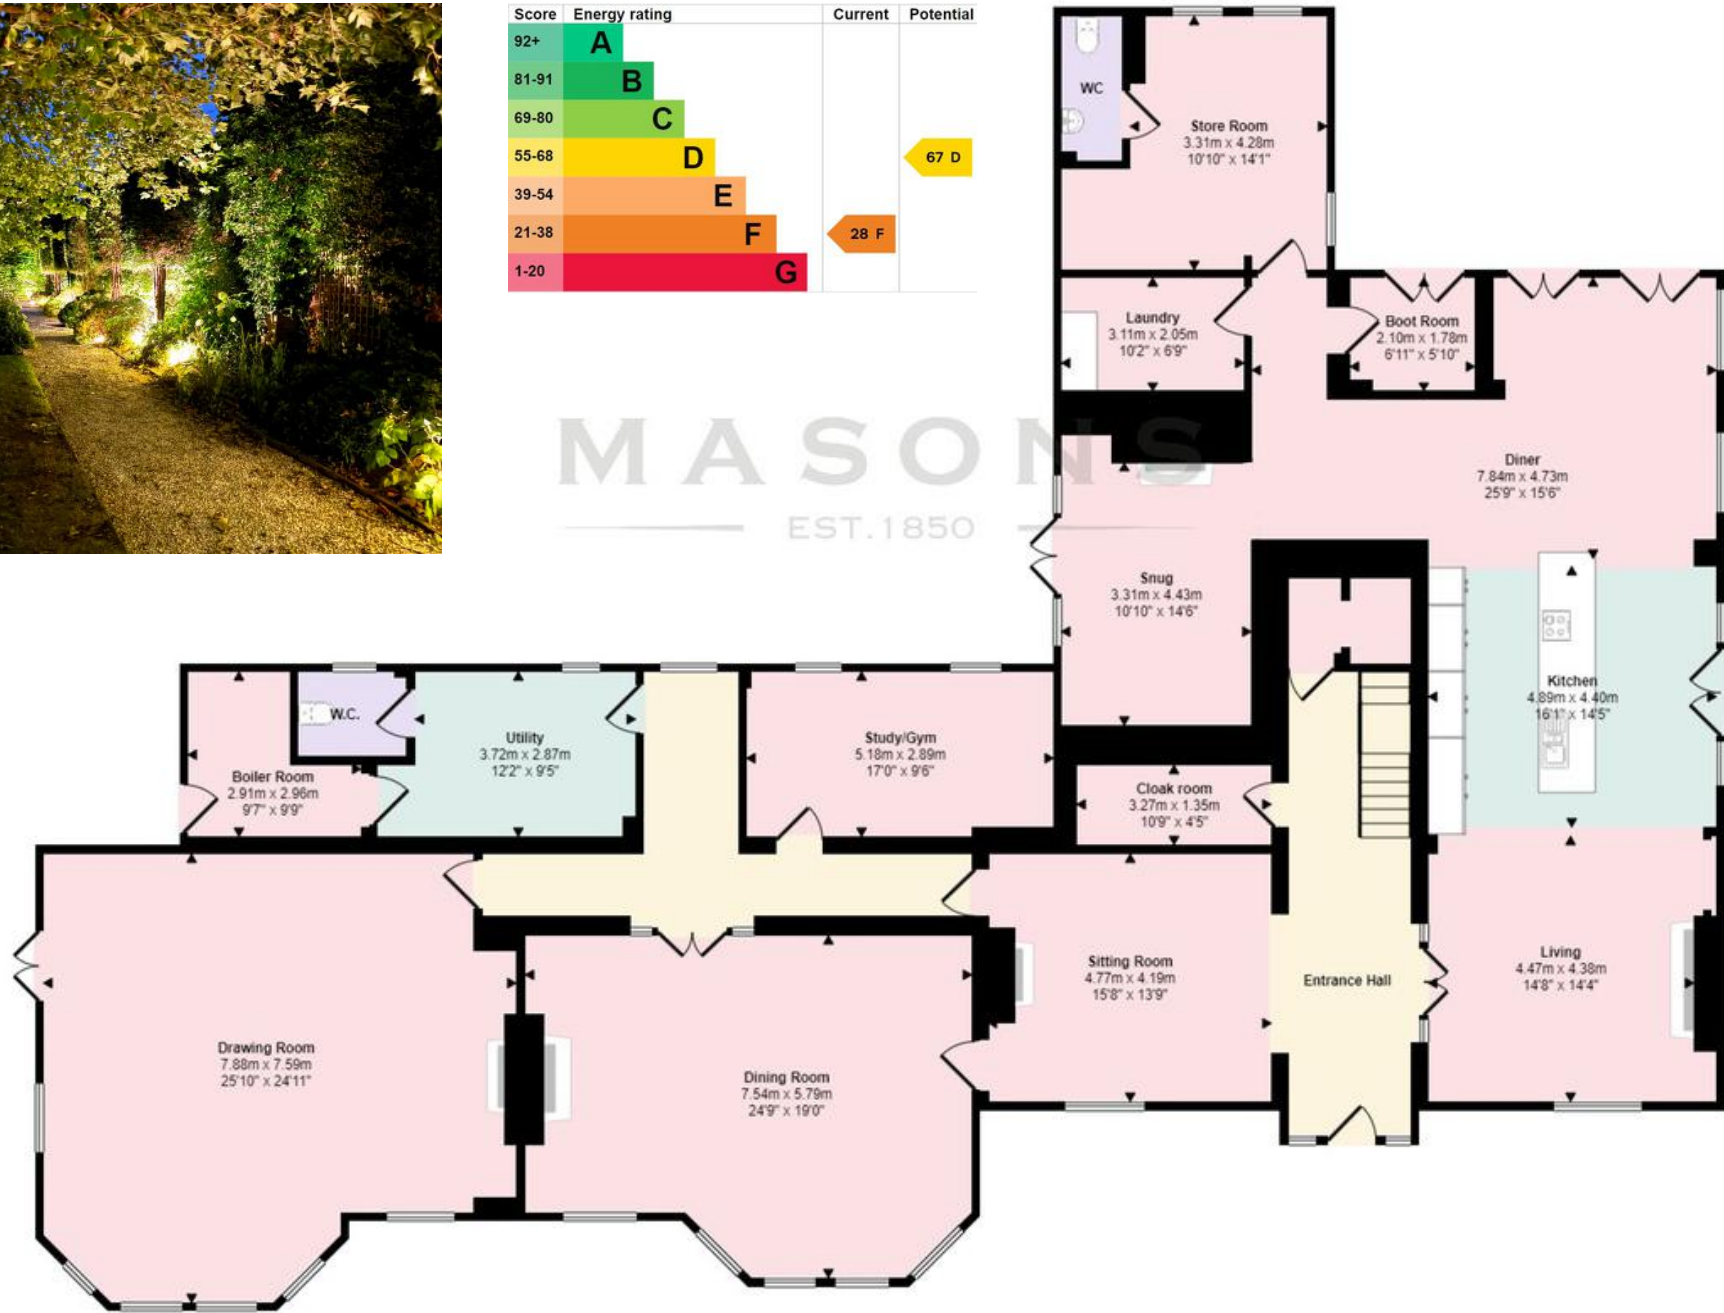 Score Energy rating Current Potential
92+ A
81-91 B
69-80 C
55-68 D 67 D
39-54 E
21-38 F 28 F
1-20 G
MASONS
EST.1850
WC
Store Room
3.31m x 4.28m
10'10" x 14'1"
Laundry
3.11m x 2.05m
10'2" x 6'9"
Boot Room
2.10m x 1.78m
6'11" x 5'10"
Diner
7.84m x 4.73m
25'9" x 15'6"
Snug
3.31m x 4.43m
10'10" x 14'6"
Kitchen
4.89m x 4.40m
16'1" x 14'5"
W.C.
Utility
3.72m x 2.87m
12'2" x 9'5"
Study/Gym
5.18m x 2.89m
17'0" x 9'6"
Boiler Room
2.91m x 2.96m
9'7" x 9'9"
Cloak room
3.27m x 1.35m
10'9" x 4'5"
Sitting Room
4.77m x 4.19m
15'8" x 13'9"
Entrance Hall
Living
4.47m x 4.38m
14'8" x 14'4"
Drawing Room
7.88m x 7.59m
25'10" x 24'11"
Dining Room
7.54m x 5.79m
24'9" x 19'0"